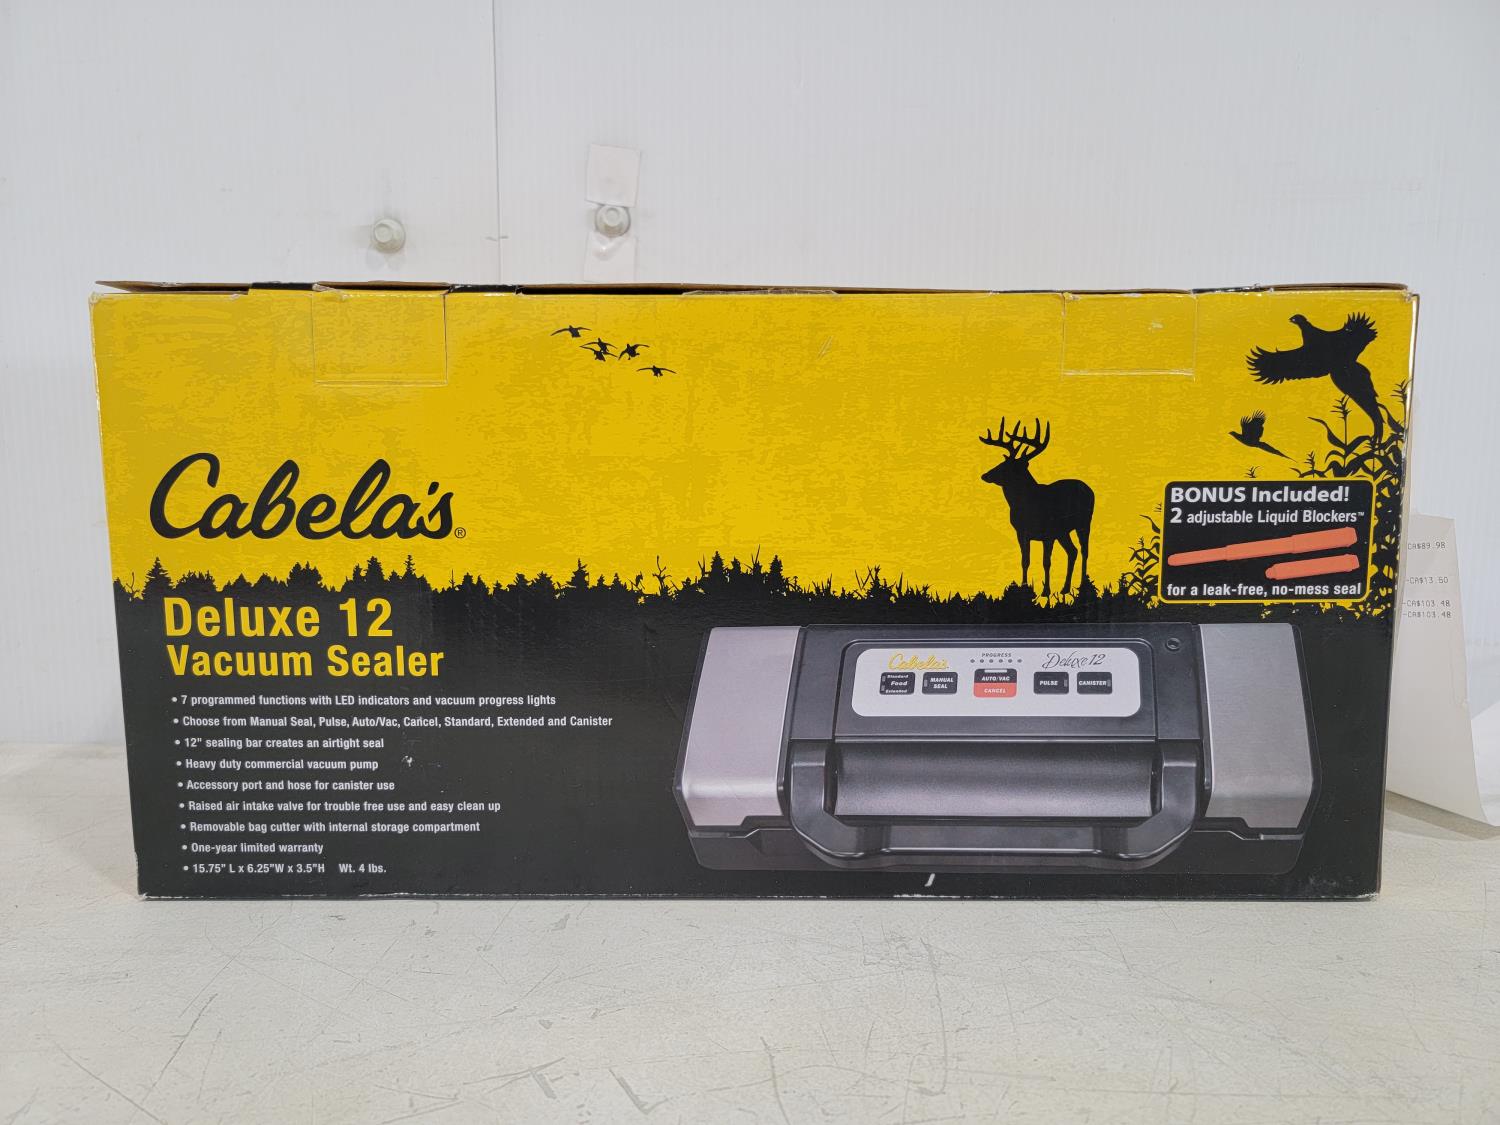 Cabela's®
Deluxe 12
Vacuum Sealer
• 7 programmed functions with LED indicators and vacuum progress lights
• Choose from Manual Seal, Pulse, Auto/Vac, Cancel, Standard, Extended and Canister
• 12" sealing bar creates an airtight seal
• Heavy duty commercial vacuum pump
• Accessory port and hose for canister use
• Raised air intake valve for trouble free use and easy clean up
• Removable bag cutter with internal storage compartment
• One-year limited warranty
• 15.75" L x 6.25"W x 3.5"H Wt. 4 lbs.
BONUS Included!
2 adjustable Liquid Blockers™
for a leak-free, no-mess seal
Cabela's
PROGRESS
Deluxe 12
Standard
Food
Extended
MANUAL
SEAL
AUTO/VAC
CANCEL
PULSE
CANISTER
CA$89.98
-CA$13.50
-CA$103.48
-CA$103.48